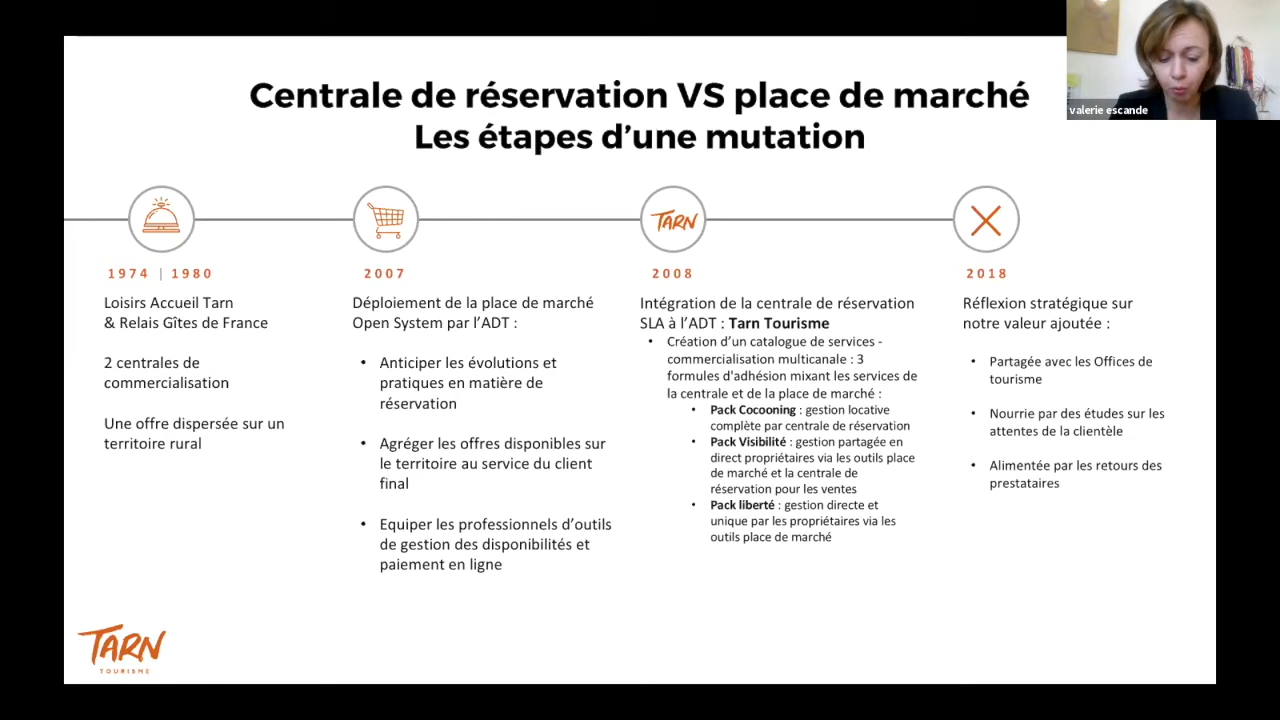 Centrale de réservation VS place de marché
Les étapes d’une mutation
valerie escande
TARN
1974 | 1980
Loisirs Accueil Tarn
& Relais Gîtes de France
2 centrales de
commercialisation
Une offre dispersée sur un
territoire rural
2007
Déploiement de la place de marché
Open System par l’ADT :
• Anticiper les évolutions et
pratiques en matière de
réservation
• Agréger les offres disponibles sur
le territoire au service du client
final
• Equiper les professionnels d’outils
de gestion des disponibilités et
paiement en ligne
2008
Intégration de la centrale de réservation
SLA à l’ADT : Tarn Tourisme
• Création d’un catalogue de services -
commercialisation multicanale : 3
formules d'adhésion mixant les services de
la centrale et de la place de marché :
• Pack Cocooning : gestion locative
complète par centrale de réservation
• Pack Visibilité : gestion partagée en
direct propriétaires via les outils place
de marché et la centrale de
réservation pour les ventes
• Pack liberté : gestion directe et
unique par les propriétaires via les
outils place de marché
2018
Réflexion stratégique sur
notre valeur ajoutée :
• Partagée avec les Offices de
tourisme
• Nourrie par des études sur les
attentes de la clientèle
• Alimentée par les retours des
prestataires
TARN
TOURISME